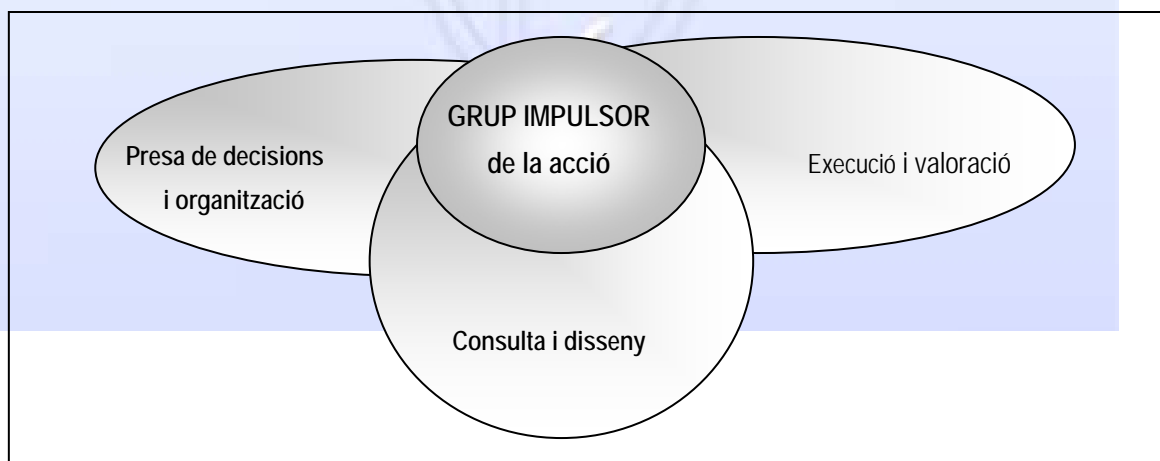 GRUP IMPULSOR
de la acció
Presa de decisions
i organització
Execució i valoració
Consulta i disseny